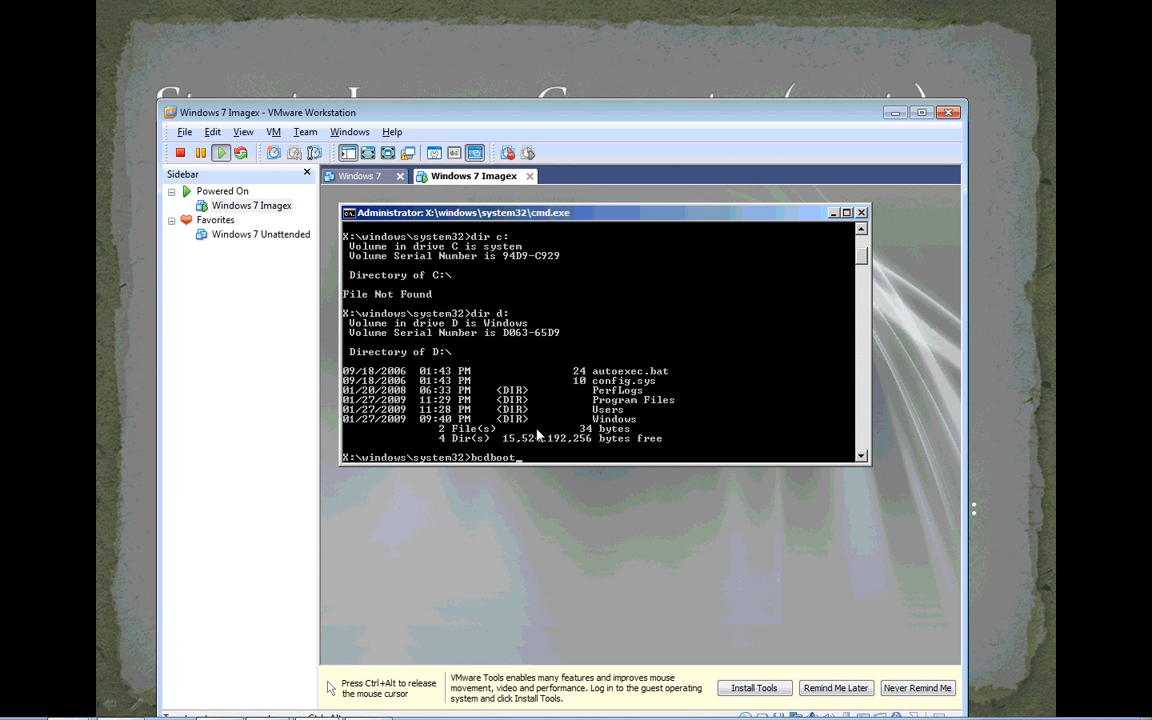 Windows 7 Imagex - VMware Workstation
File Edit View VM Team Windows Help
Sidebar
Powered On
Windows 7 Imagex
Favorites
Windows 7 Unattended
Windows 7
Windows 7 Imagex
Administrator: X:\windows\system32\cmd.exe
X:\windows\system32>dir c:
Volume in drive C is system
Volume Serial Number is 94D9-C929
Directory of C:\
File Not Found
X:\windows\system32>dir d:
Volume in drive D is Windows
Volume Serial Number is D063-65D9
Directory of D:\
09/18/2006 01:43 PM 24 autoexec.bat
09/18/2006 01:43 PM 10 config.sys
01/20/2008 06:33 PM <DIR> PerfLogs
01/27/2009 11:29 PM <DIR> Program Files
01/27/2009 11:28 PM <DIR> Users
01/27/2009 09:40 PM <DIR> Windows
2 File(s) 34 bytes
4 Dir(s) bytes free
X:\windows\system32>bcdboot_
Press Ctrl+Alt to release
the mouse cursor
VMware Tools enables many features and improves mouse
movement, video and performance. Log in to the guest operating
system and click Install Tools.
Install Tools
Remind Me Later
Never Remind Me